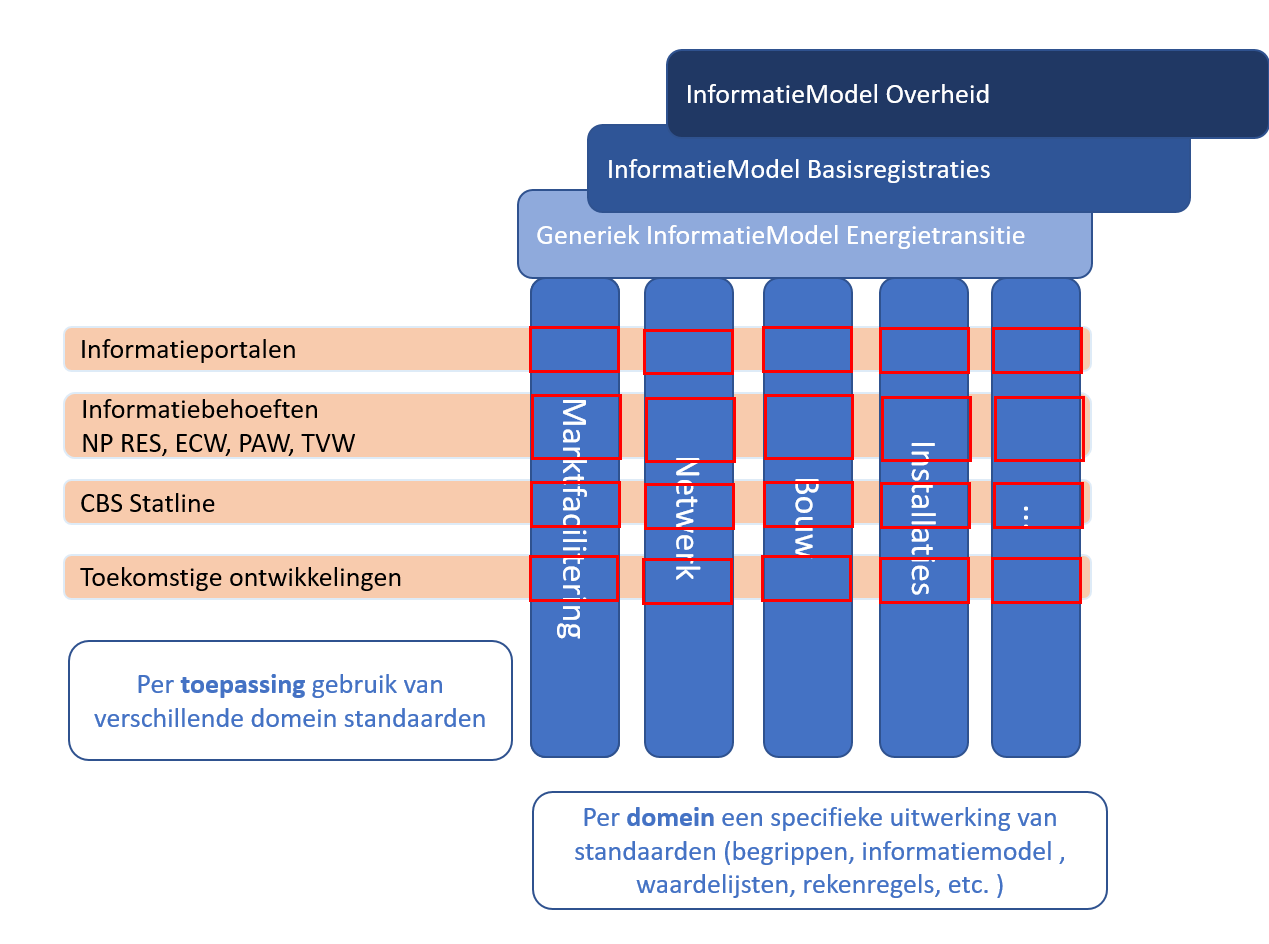 InformatieModel Overheid
InformatieModel Basisregistraties
Generiek InformatieModel Energietransitie
Informatieportalen
Informatiebehoeften
NP RES, ECW, PAW, TVW
CBS Statline
Toekomstige ontwikkelingen
Marktfacilitering
Netwerk
Bouw
Installaties
...
Per toepassing gebruik van
verschillende domein standaarden
Per domein een specifieke uitwerking van
standaarden (begrippen, informatiemodel ,
waardelijsten, rekenregels, etc. )